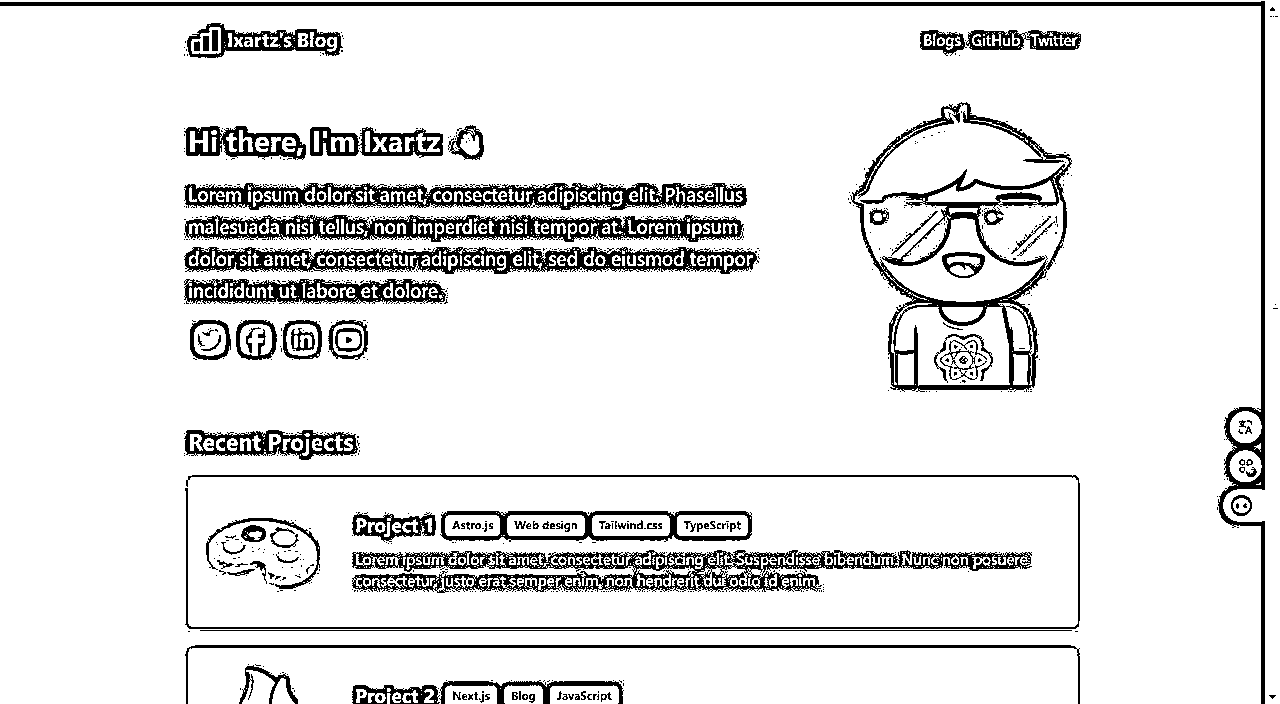 Ixartz's Blog
Blogs GitHub Twitter
Hi there, I'm Ixartz 👋
Lorem ipsum dolor sit amet, consectetur adipiscing elit. Phasellus
malesuada nisi tellus, non imperdiet nisi tempor at. Lorem ipsum
dolor sit amet, consectetur adipiscing elit, sed do eiusmod tempor
incididunt ut labore et dolore.
Recent Projects
Project 1 Astro.js Web design Tailwind.css TypeScript
Lorem ipsum dolor sit amet, consectetur adipiscing elit. Suspendisse bibendum. Nunc non posuere
consectetur, justo erat semper enim, non hendrerit dui odio id enim.
Project 2 Next.js Blog JavaScript